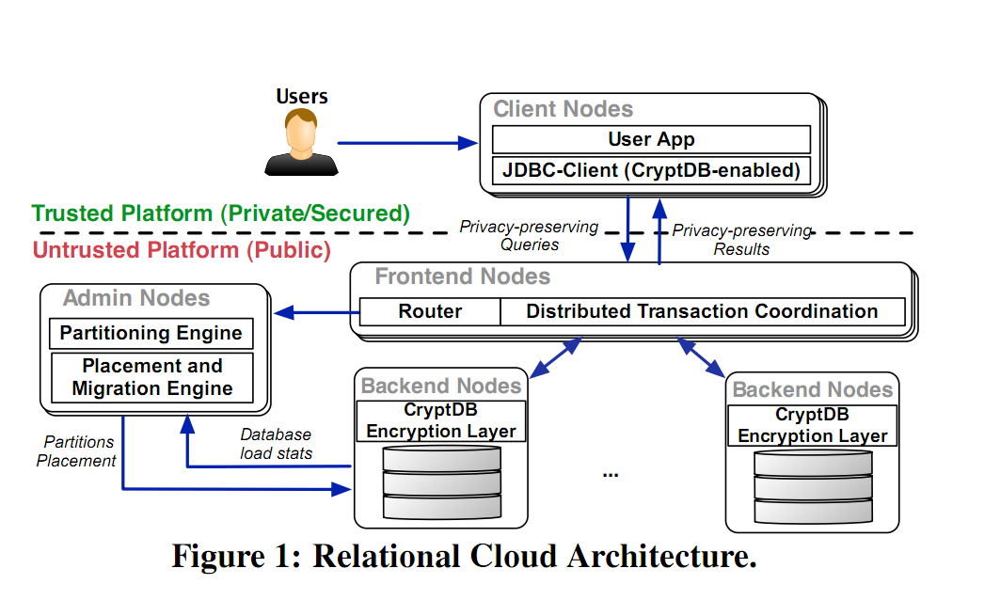 Users
Client Nodes
User App
JDBC-Client (CryptDB-enabled)
Trusted Platform (Private/Secured)
Untrusted Platform (Public)
Privacy-preserving
Queries
Privacy-preserving
Results
Frontend Nodes
Router
Distributed Transaction Coordination
Admin Nodes
Partitioning Engine
Placement and
Migration Engine
Partitions
Placement
Database
load stats
Backend Nodes
CryptDB
Encryption Layer
...
Backend Nodes
CryptDB
Encryption Layer
Figure 1: Relational Cloud Architecture.